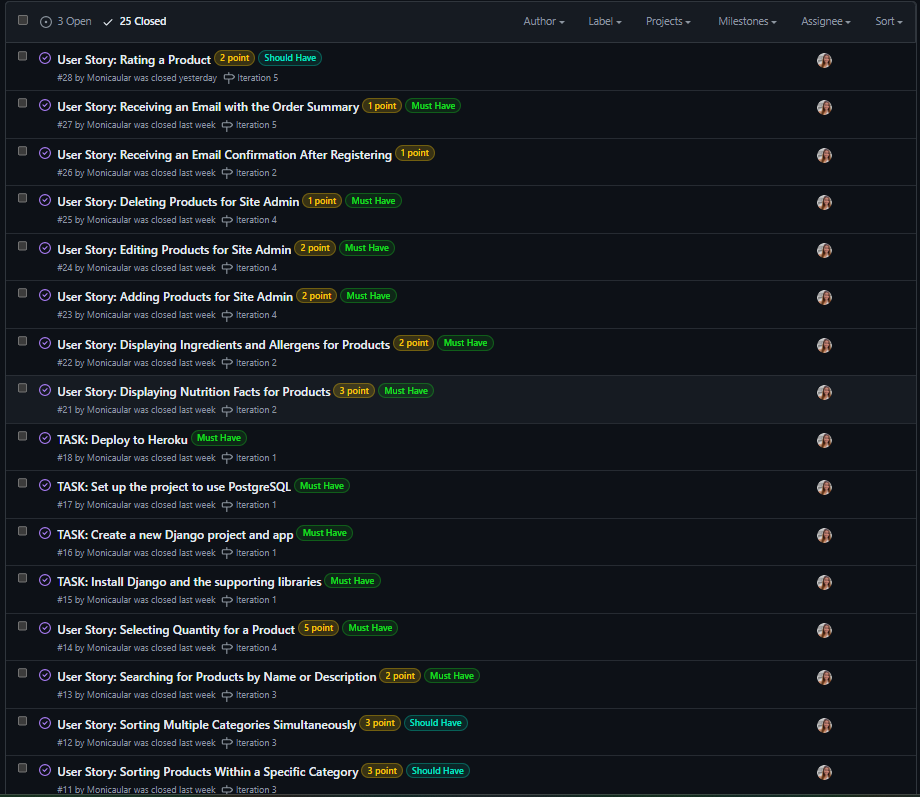 3 Open 25 Closed Author Label Projects Milestones Assignee Sort
User Story: Rating a Product 2 point Should Have
#28 by Monicaular was closed yesterday Iteration 5
User Story: Receiving an Email with the Order Summary 1 point Must Have
#27 by Monicaular was closed last week Iteration 5
User Story: Receiving an Email Confirmation After Registering 1 point
#26 by Monicaular was closed last week Iteration 2
User Story: Deleting Products for Site Admin 1 point Must Have
#25 by Monicaular was closed last week Iteration 4
User Story: Editing Products for Site Admin 2 point Must Have
#24 by Monicaular was closed last week Iteration 4
User Story: Adding Products for Site Admin 2 point Must Have
#23 by Monicaular was closed last week Iteration 4
User Story: Displaying Ingredients and Allergens for Products 2 point Must Have
#22 by Monicaular was closed last week Iteration 2
User Story: Displaying Nutrition Facts for Products 3 point Must Have
#21 by Monicaular was closed last week Iteration 2
TASK: Deploy to Heroku Must Have
#18 by Monicaular was closed last week Iteration 1
TASK: Set up the project to use PostgreSQL Must Have
#17 by Monicaular was closed last week Iteration 1
TASK: Create a new Django project and app Must Have
#16 by Monicaular was closed last week Iteration 1
TASK: Install Django and the supporting libraries Must Have
#15 by Monicaular was closed last week Iteration 1
User Story: Selecting Quantity for a Product 5 point Must Have
#14 by Monicaular was closed last week Iteration 4
User Story: Searching for Products by Name or Description 2 point Must Have
#13 by Monicaular was closed last week Iteration 3
User Story: Sorting Multiple Categories Simultaneously 3 point Should Have
#12 by Monicaular was closed last week Iteration 3
User Story: Sorting Products Within a Specific Category 3 point Should Have
#11 by Monicaular was closed last week Iteration 3